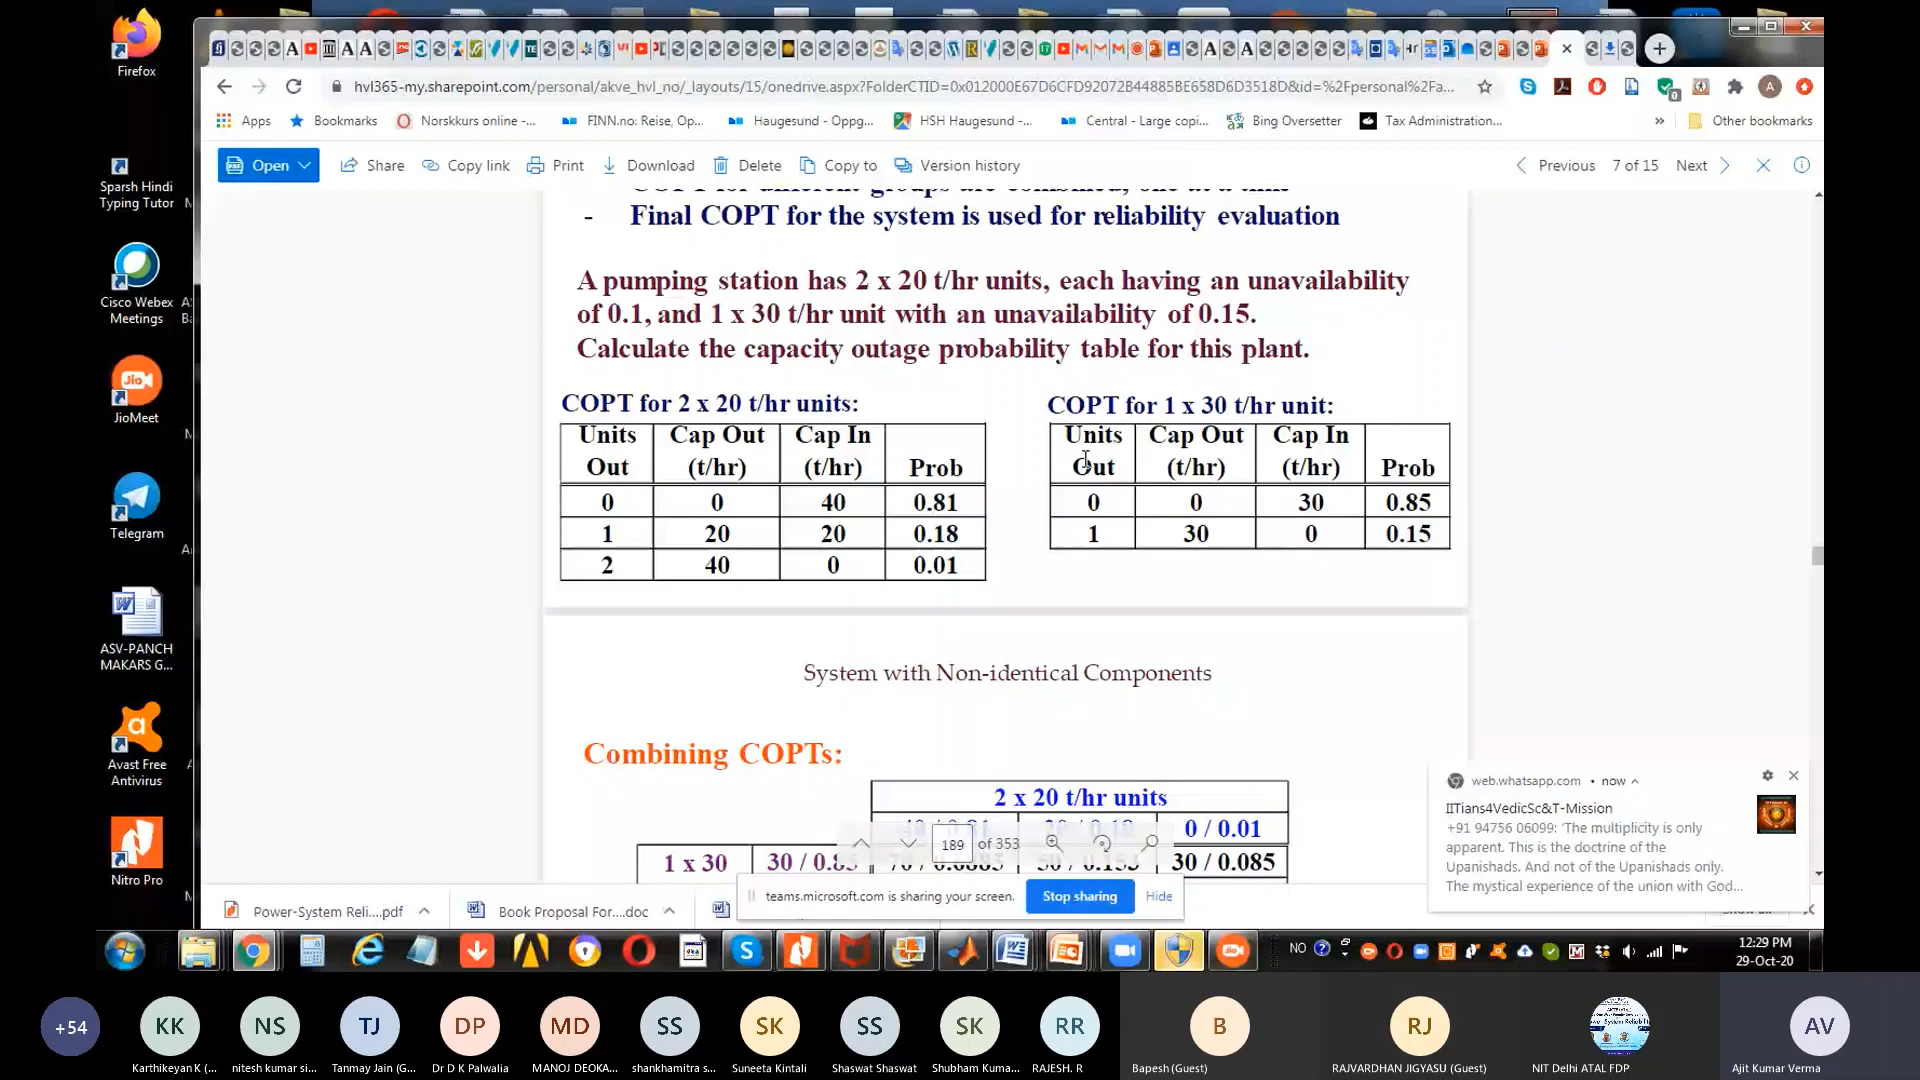 Firefox
Sparsh Hindi
Typing Tutor
Cisco Webex
Meetings
JioMeet
Telegram
ASV-PANCH
MAKARS G...
Avast Free
Antivirus
Nitro Pro
hvl365-my.sharepoint.com/personal/akve_hvl_no/_layouts/15/onedrive.aspx?FolderCTID=0x012000E67D6CFD92072B44885BE658D6D3518D&id=%2Fpersonal%2Fa...
Apps Bookmarks Norskkurs online -... FINN.no: Reise, Op... Haugesund - Oppg... HSH Haugesund -... Central - Large copi... Bing Oversetter Tax Administration... » Other bookmarks
Open Share Copy link Print Download Delete Copy to Version history Previous 7 of 15 Next
- Final COPT for the system is used for reliability evaluation
A pumping station has 2 x 20 t/hr units, each having an unavailability
of 0.1, and 1 x 30 t/hr unit with an unavailability of 0.15.
Calculate the capacity outage probability table for this plant.
COPT for 2 x 20 t/hr units:
Units Out Cap Out (t/hr) Cap In (t/hr) Prob
0 0 40 0.81
1 20 20 0.18
2 40 0 0.01
COPT for 1 x 30 t/hr unit:
Units Out Cap Out (t/hr) Cap In (t/hr) Prob
0 0 30 0.85
1 30 0 0.15
System with Non-identical Components
Combining COPTs:
2 x 20 t/hr units
0 / 0.01
1 x 30 30 / 0.85 30 / 0.085
189 of 353
teams.microsoft.com is sharing your screen. Stop sharing Hide
web.whatsapp.com • now
IITians4VedicSc&T-Mission
+91 94756 06099: 'The multiplicity is only
apparent. This is the doctrine of the
Upanishads. And not of the Upanishads only.
The mystical experience of the union with God...
Power-System Reli....pdf Book Proposal For...doc
NO
12:29 PM
29-Oct-20
+54 KK NS TJ DP MD SS SK SS SK RR B RJ AV
Karthikeyan K (... nitesh kumar si... Tanmay Jain (G... Dr D K Palwalia MANOJ DEOKA... shankhamitra s... Suneeta Kintali Shaswat Shaswat Shubham Kuma... RAJESH. R Bapesh (Guest) RAJVARDHAN JIGYASU (Guest) NIT Delhi ATAL FDP Ajit Kumar Verma